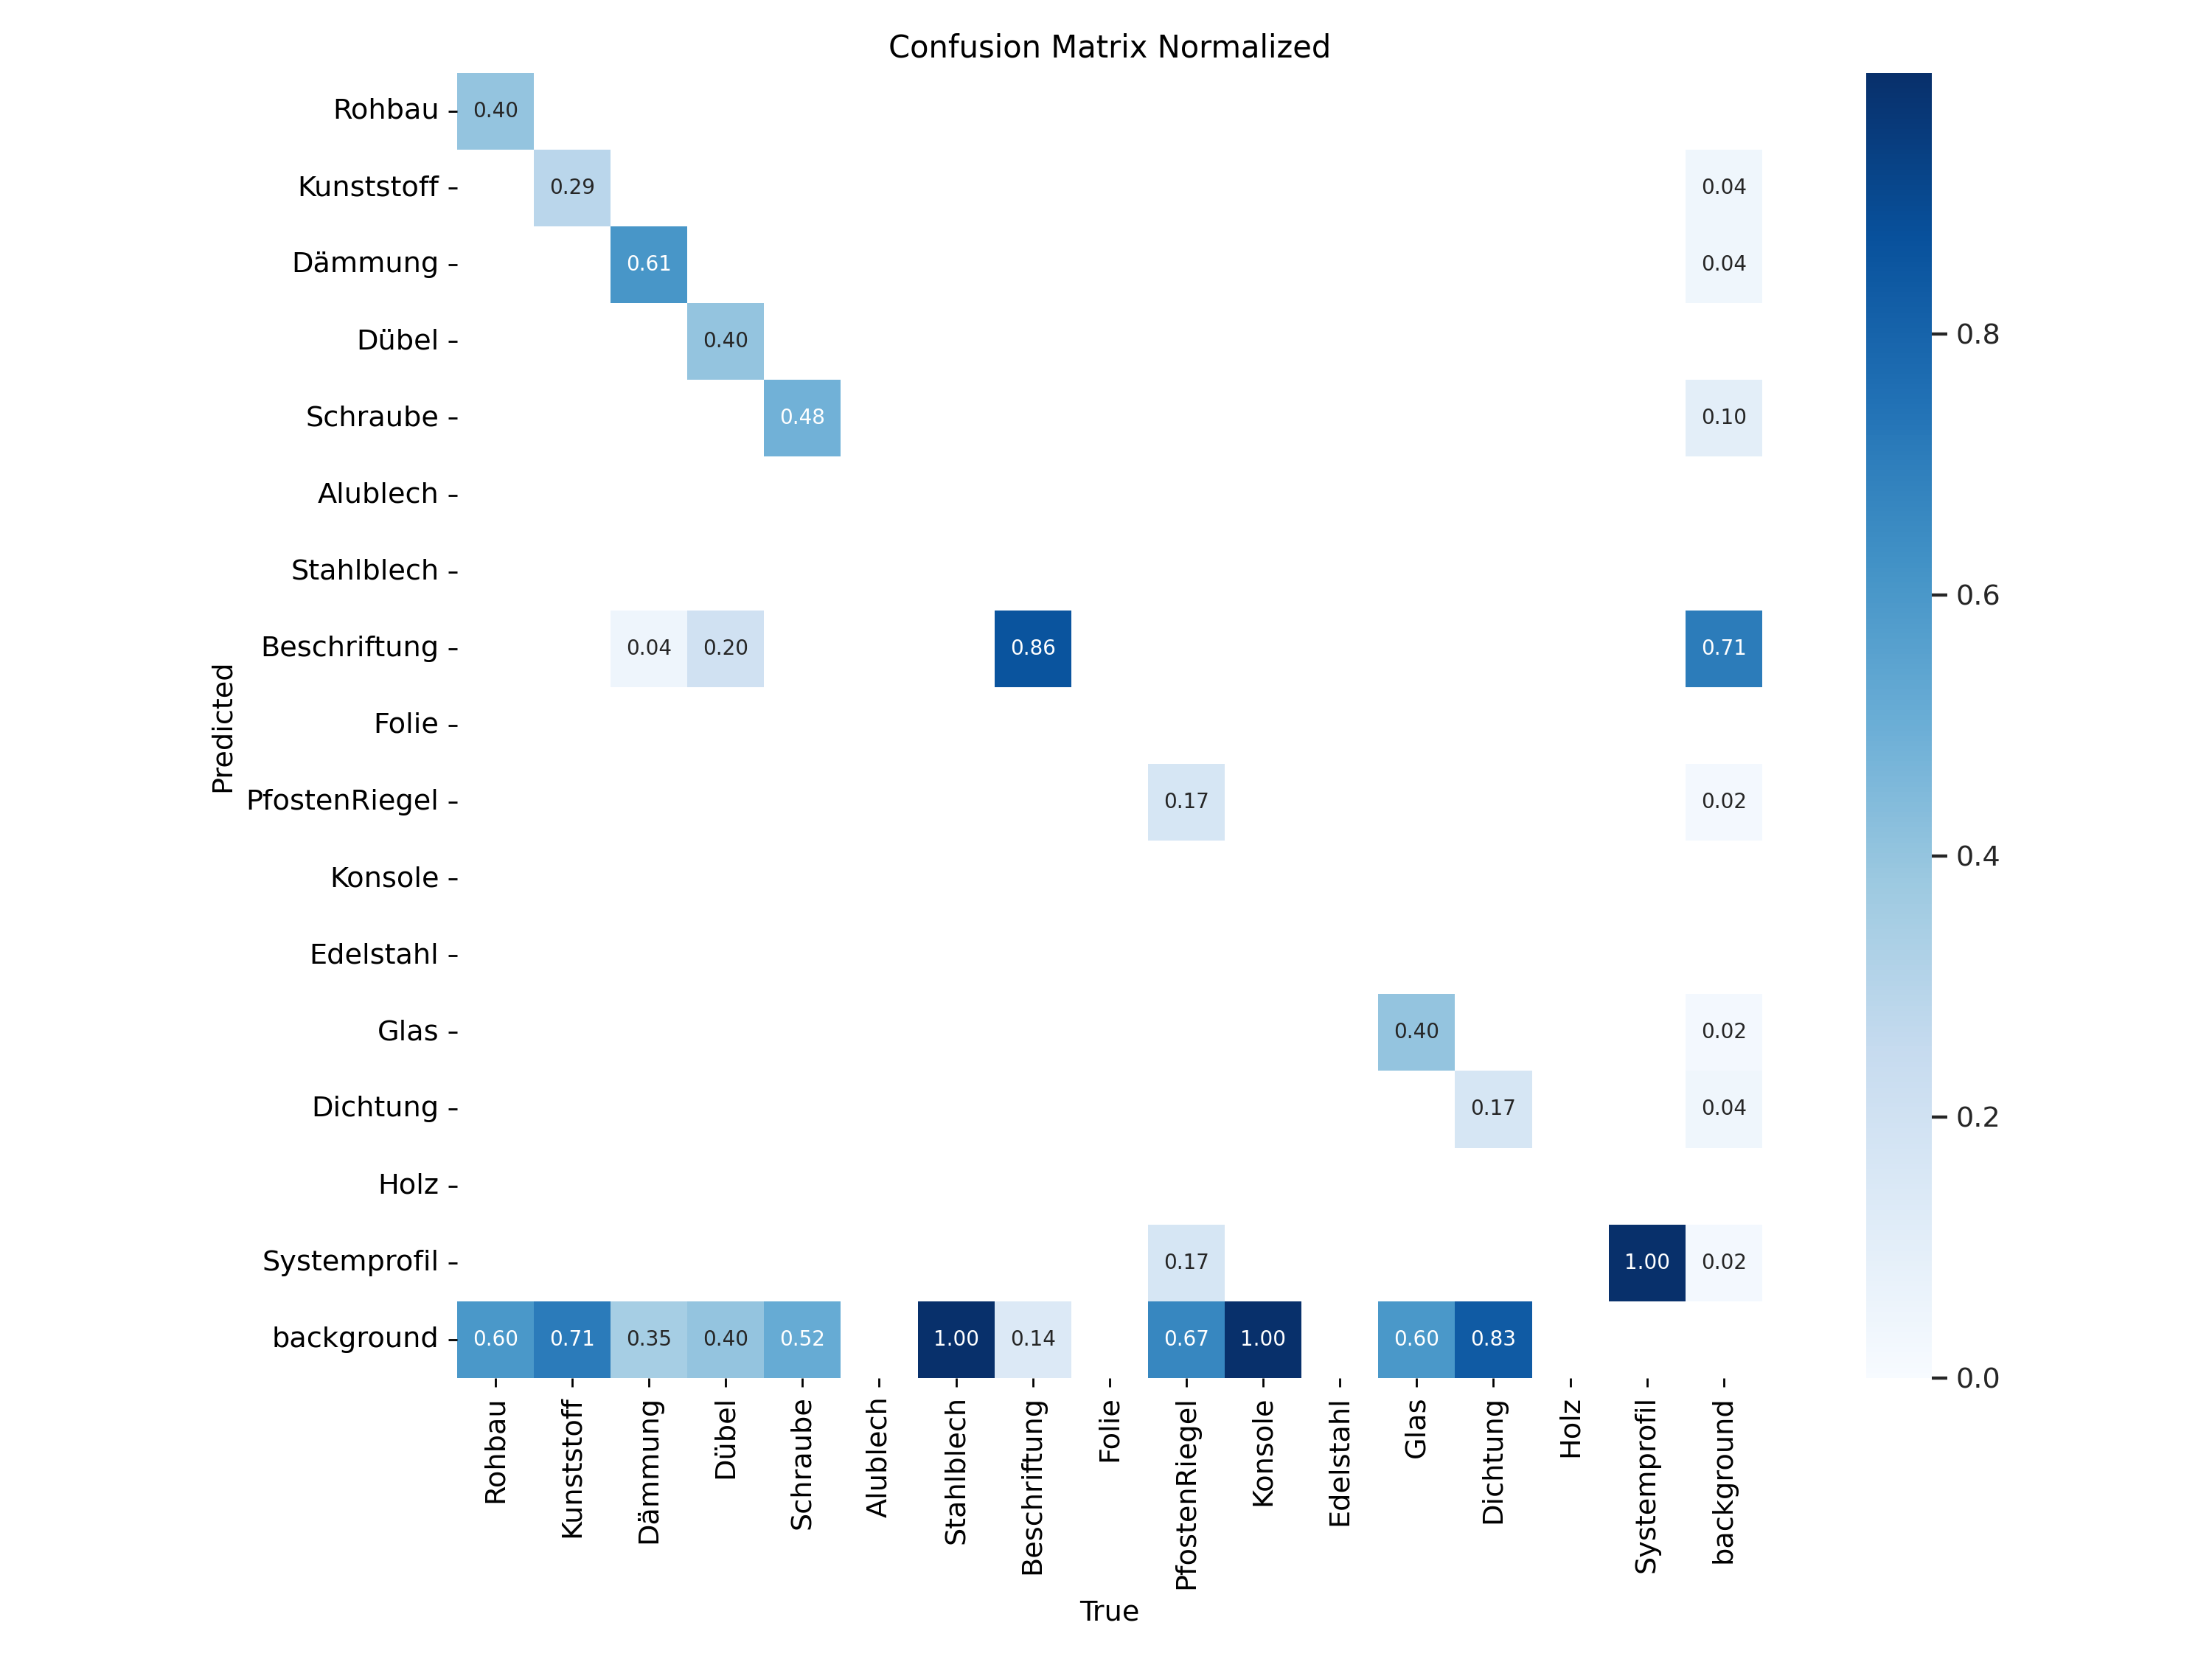 Confusion Matrix Normalized
Rohbau
0.40
Kunststoff
0.29 0.04
Dämmung
0.61 0.04
Dübel
0.40
0.8
Schraube
0.48 0.10
Alublech
Stahlblech
0.6
Beschriftung
0.04 0.20 0.86 0.71
Predicted
Folie
PfostenRiegel
0.17 0.02
0.4
Konsole
Edelstahl
Glas
0.40 0.02
Dichtung
0.17 0.04
0.2
Holz
Systemprofil
0.17 1.00 0.02
background
0.60 0.71 0.35 0.40 0.52 1.00 0.14 0.67 1.00 0.60 0.83
0.0
Rohbau
Kunststoff
Dämmung
Dübel
Schraube
Alublech
Stahlblech
Beschriftung
Folie
PfostenRiegel
Konsole
Edelstahl
Glas
Dichtung
Holz
Systemprofil
background
True